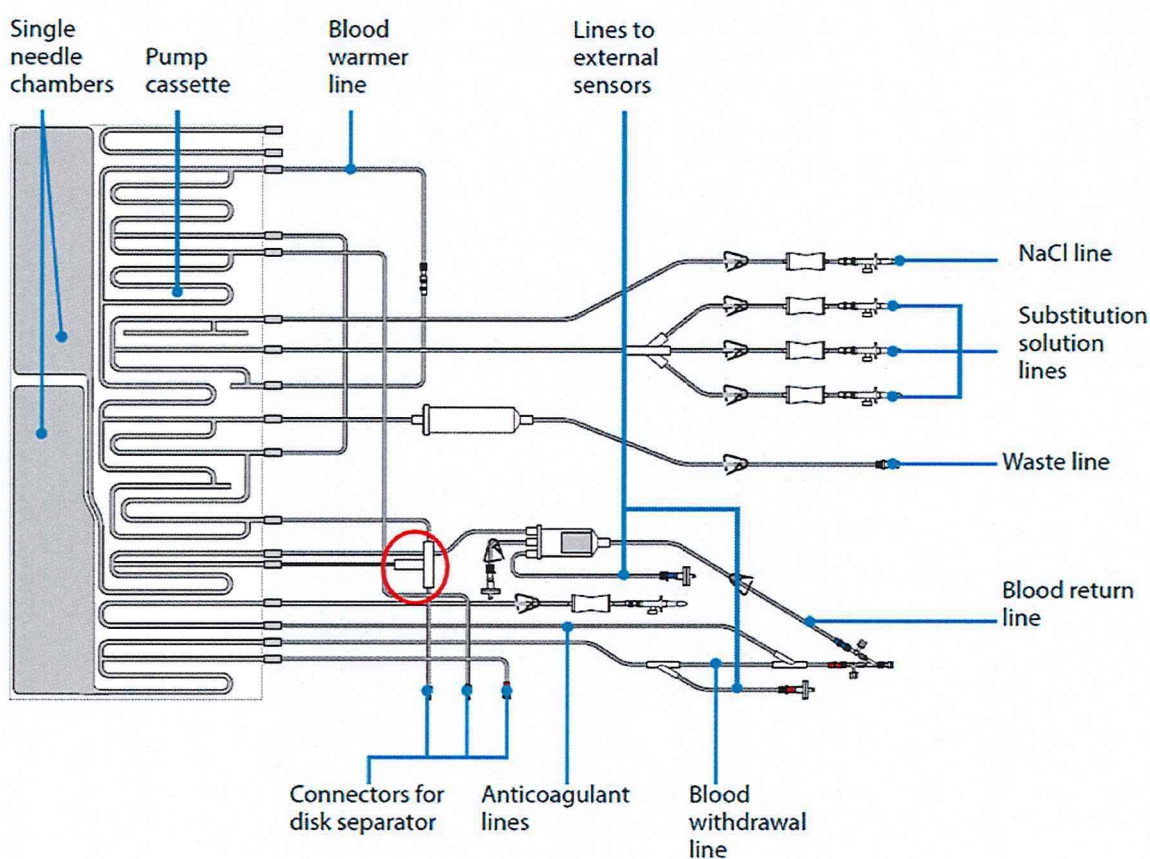 Single
needle
chambers
Pump
cassette
Blood
warmer
line
Lines to
external
sensors
NaCl line
Substitution
solution
lines
Waste line
Blood return
line
Connectors for
disk separator
Anticoagulant
lines
Blood
withdrawal
line